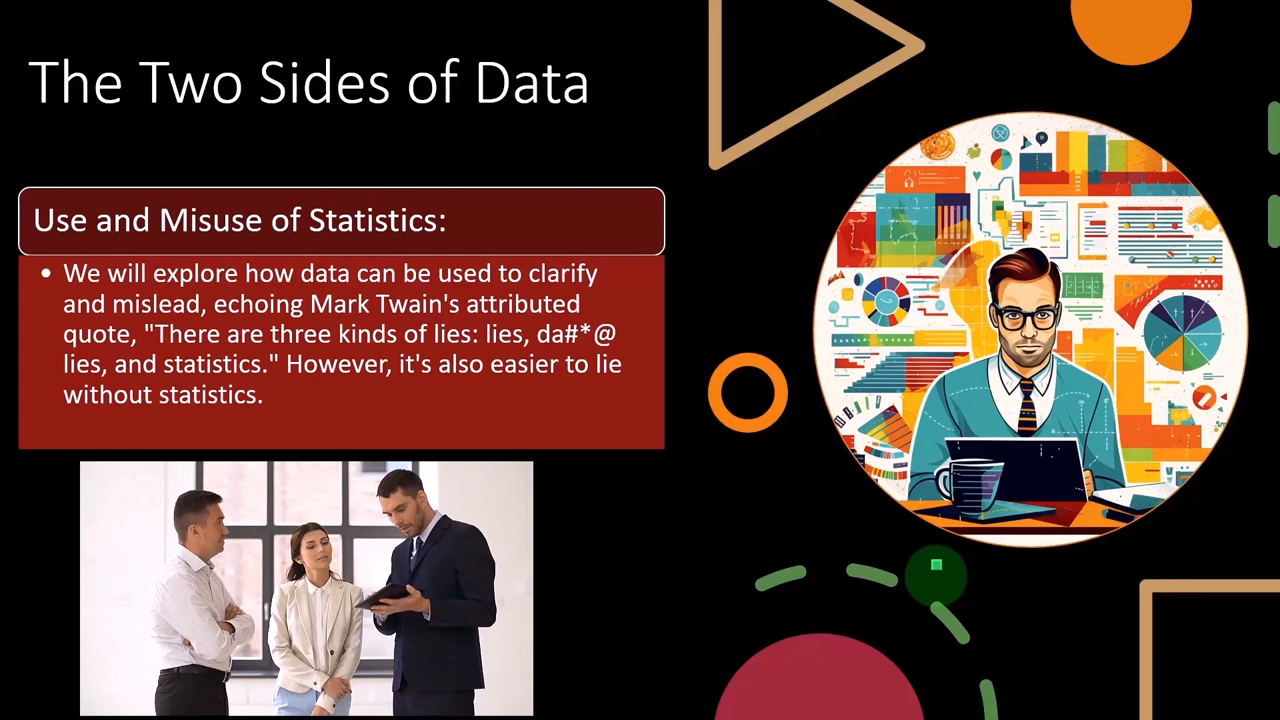 The Two Sides of Data
Use and Misuse of Statistics:
• We will explore how data can be used to clarify
and mislead, echoing Mark Twain's attributed
quote, "There are three kinds of lies: lies, da#*@
lies, and statistics." However, it's also easier to lie
without statistics.